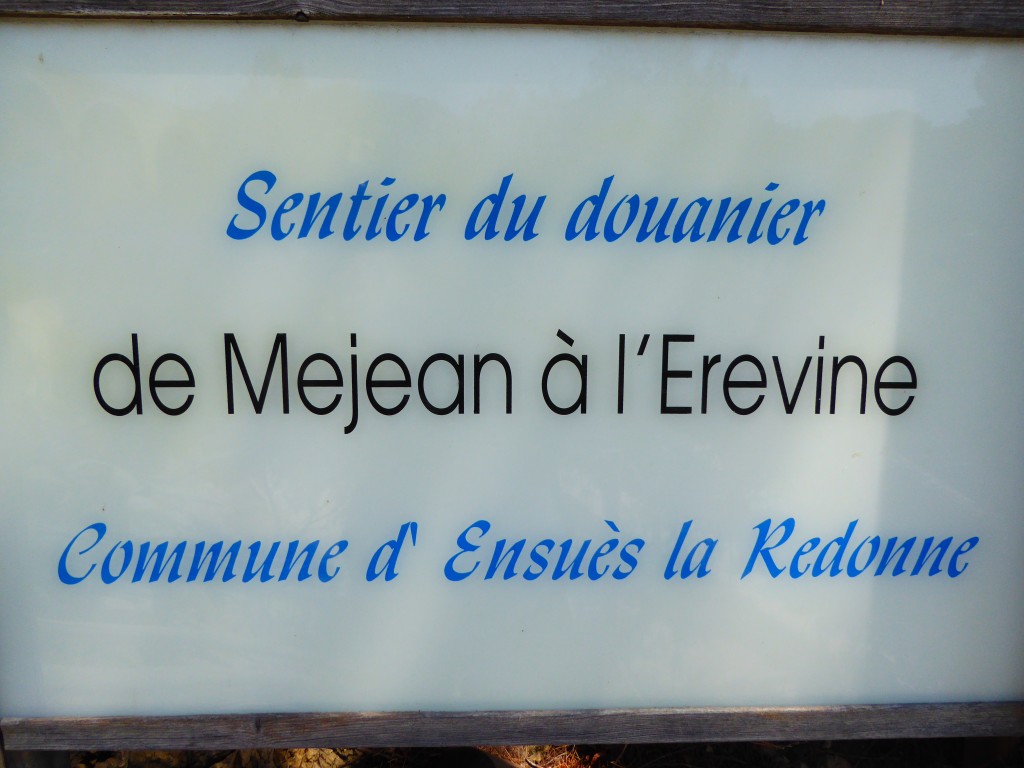 Sentier du douanier
de Mejean à l'Erevine
Commune d' Ensuès la Redonne